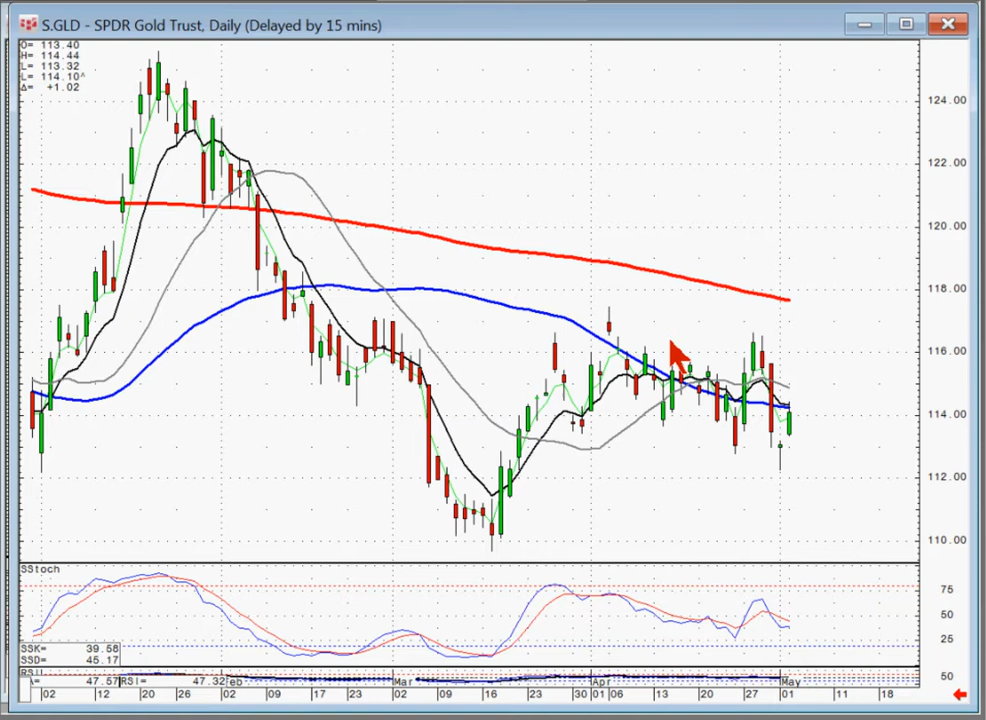 S.GLD - SPDR Gold Trust, Daily (Delayed by 15 mins)
O= 113.40
H= 114.44
L= 113.32
L= 114.10^
Δ= +1.02
124.00
122.00
120.00
118.00
116.00
114.00
112.00
110.00
SStoch
75
50
25
SSK= 39.58
SSD= 45.17
RSI
= 47.57 RSI= 47.32
50
02 12 20 26 02 Feb 09 17 23 02 Mar 09 16 23 30 01 Apr 06 13 20 27 01 May 11 18